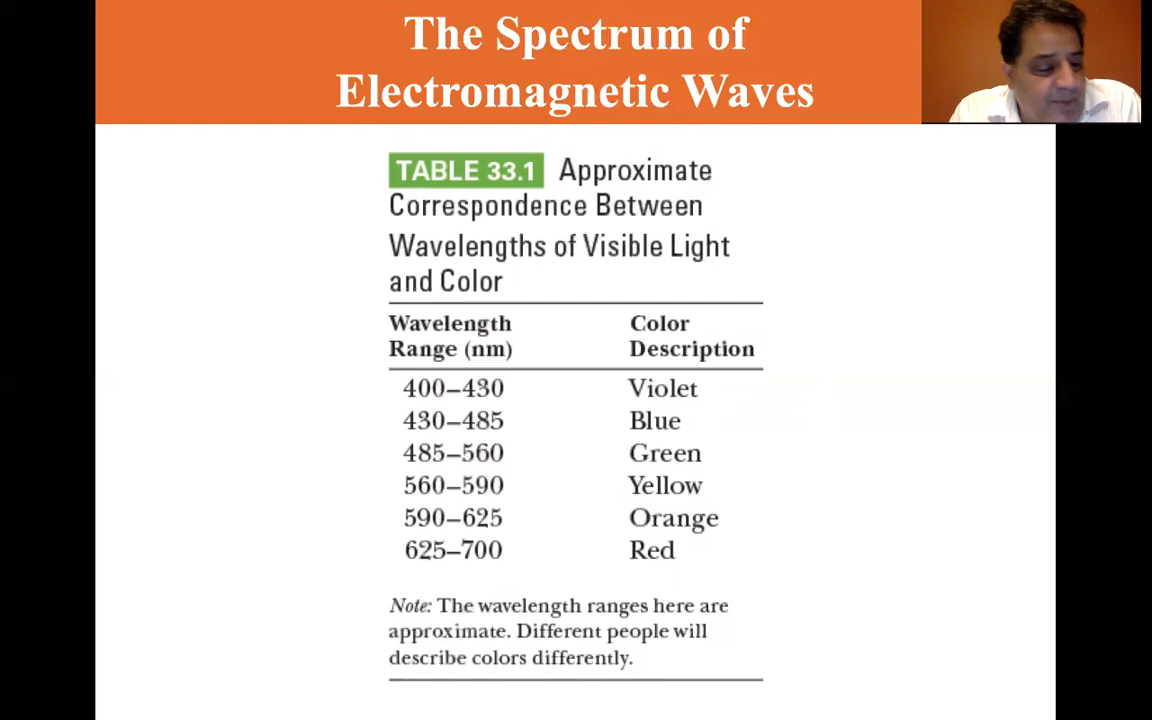 The Spectrum of
Electromagnetic Waves
TABLE 33.1 Approximate
Correspondence Between
Wavelengths of Visible Light
and Color
Wavelength Color
Range (nm) Description
400–430 Violet
430–485 Blue
485–560 Green
560–590 Yellow
590–625 Orange
625–700 Red
Note: The wavelength ranges here are
approximate. Different people will
describe colors differently.